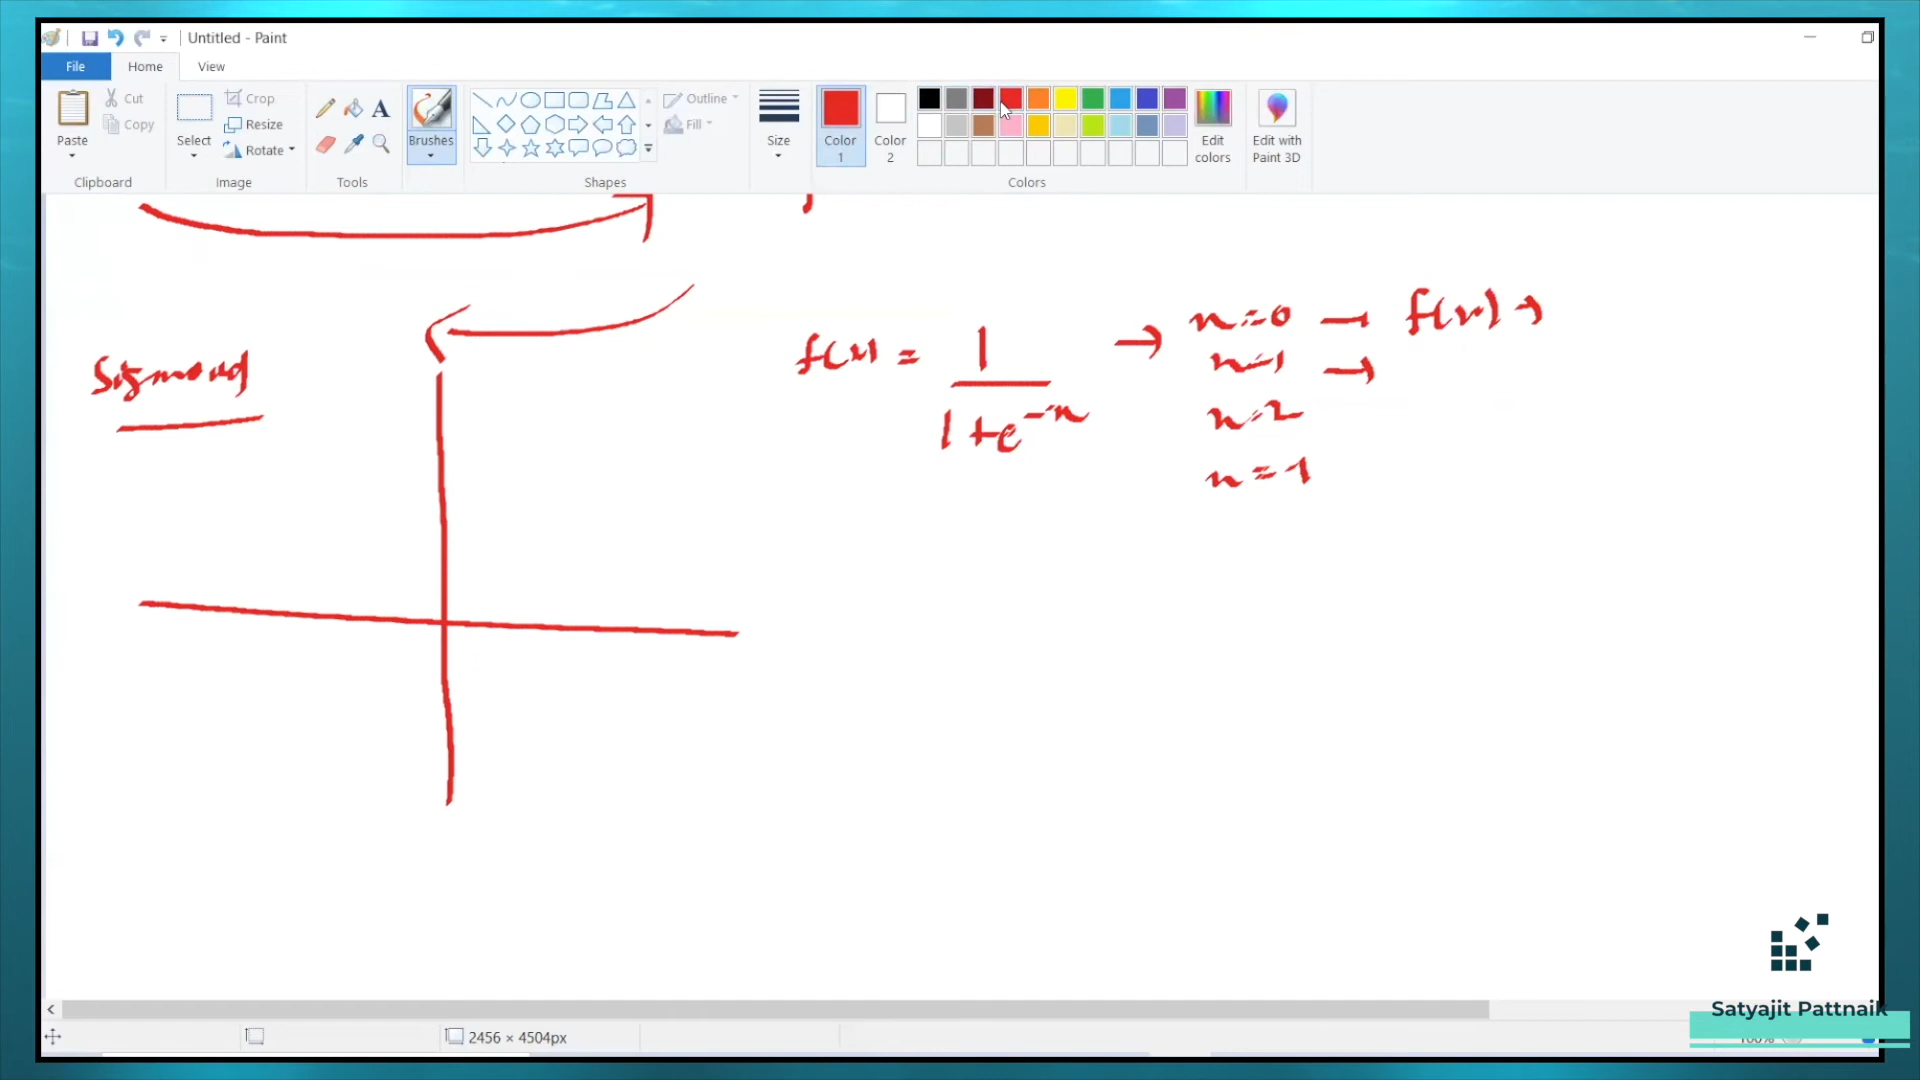 Untitled - Paint
File Home View
Paste
Cut
Copy
Clipboard
Select
Crop
Resize
Rotate
Image
Tools
Brushes
Outline
Fill
Shapes
Size
Color 1
Color 2
Edit colors
Edit with Paint 3D
Colors
Sigmoid
f(x) = 1
1+e^-x
→ x=0 → f(x) →
x=1 →
x=2
x=-1
2456 × 4504px
100%
Satyajit Pattnaik